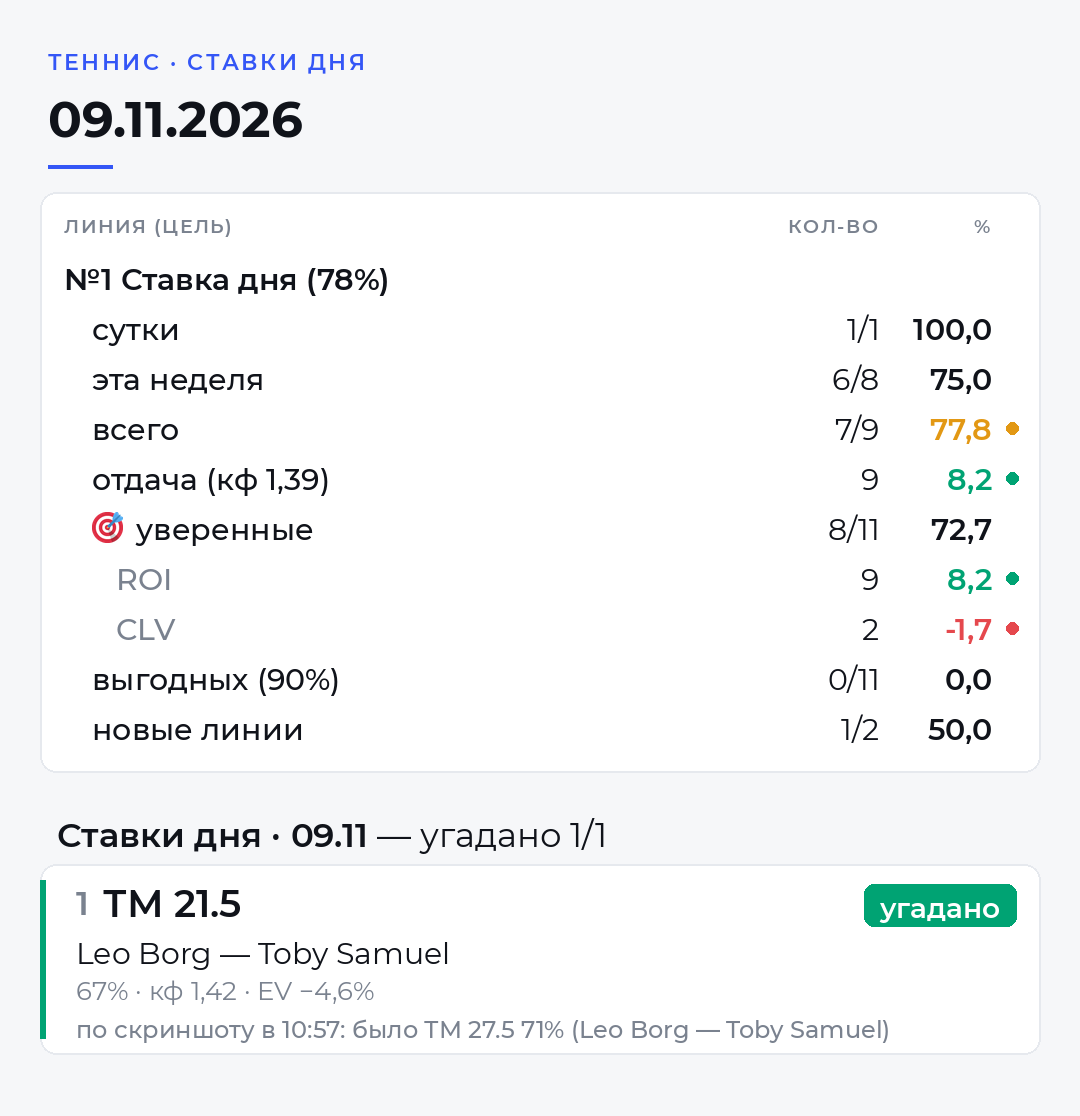 ТЕННИС · СТАВКИ ДНЯ
09.11.2026
ЛИНИЯ (ЦЕЛЬ) КОЛ-ВО %
№1 Ставка дня (78%)
сутки 1/1 100,0
эта неделя 6/8 75,0
всего 7/9 77,8
отдача (кф 1,39) 9 8,2
уверенные 8/11 72,7
ROI 9 8,2
CLV 2 -1,7
выгодных (90%) 0/11 0,0
новые линии 1/2 50,0
Ставки дня · 09.11 — угадано 1/1
1 ТМ 21.5 угадано
Leo Borg — Toby Samuel
67% · кф 1,42 · EV −4,6%
по скриншоту в 10:57: было ТМ 27.5 71% (Leo Borg — Toby Samuel)